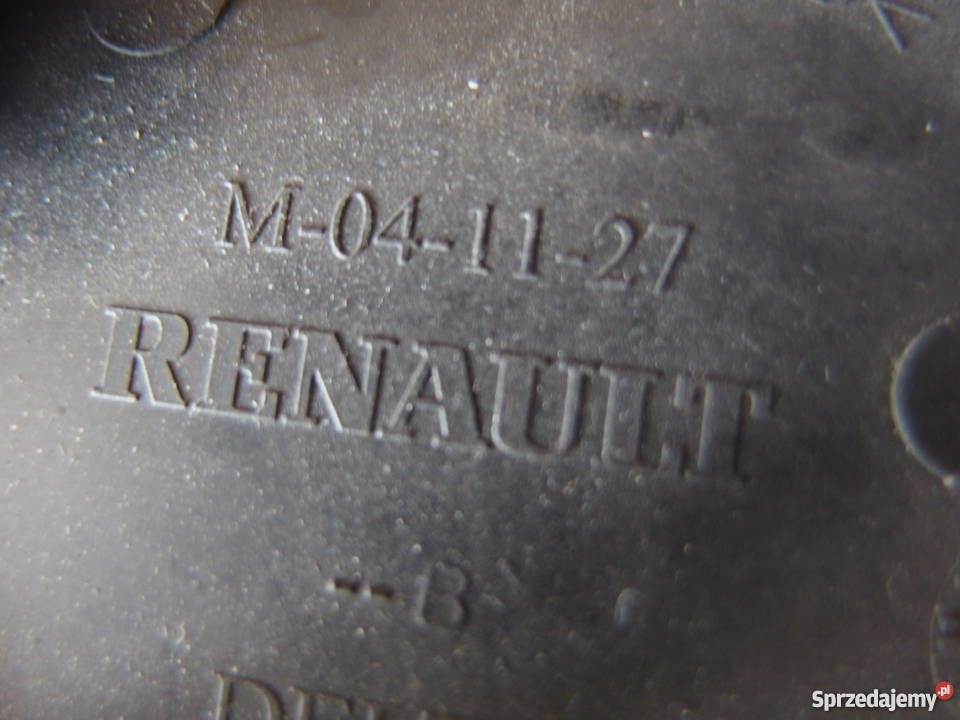 M-04-11-27
RENAULT
--B
Sprzedajemy.pl